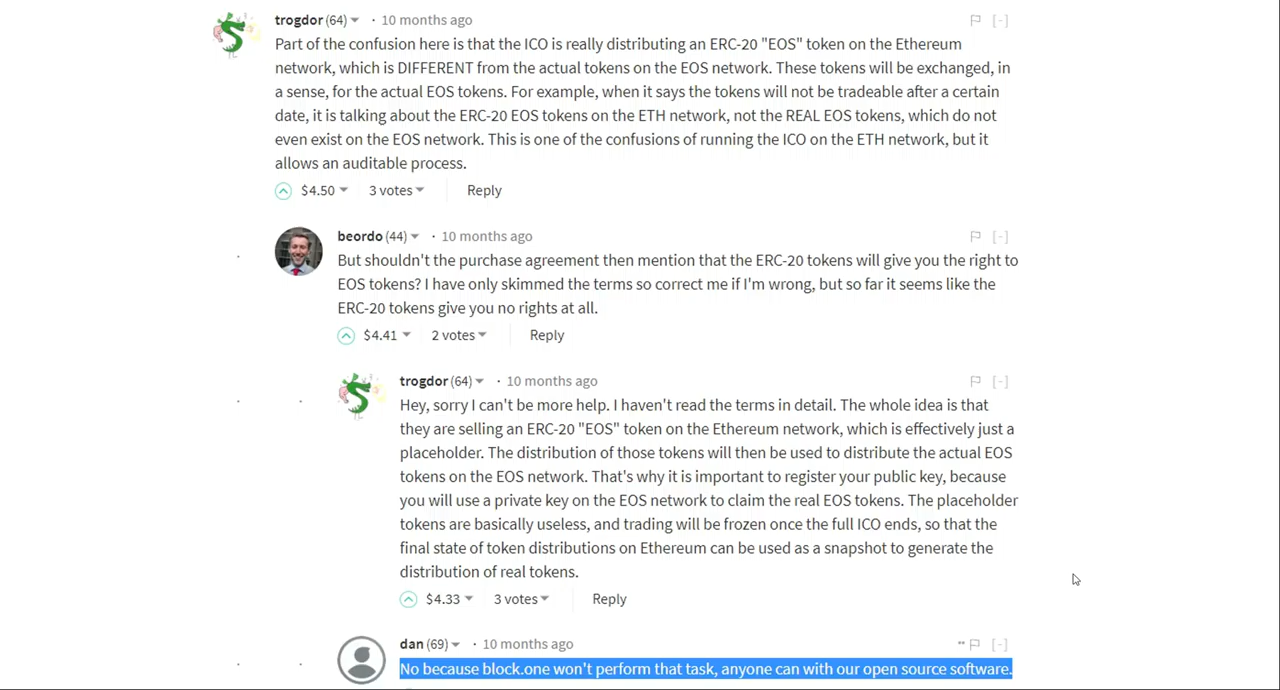 trogdor (64) · 10 months ago [-]
Part of the confusion here is that the ICO is really distributing an ERC-20 "EOS" token on the Ethereum
network, which is DIFFERENT from the actual tokens on the EOS network. These tokens will be exchanged, in
a sense, for the actual EOS tokens. For example, when it says the tokens will not be tradeable after a certain
date, it is talking about the ERC-20 EOS tokens on the ETH network, not the REAL EOS tokens, which do not
even exist on the EOS network. This is one of the confusions of running the ICO on the ETH network, but it
allows an auditable process.
$4.50 3 votes Reply
beordo (44) · 10 months ago [-]
But shouldn't the purchase agreement then mention that the ERC-20 tokens will give you the right to
EOS tokens? I have only skimmed the terms so correct me if I'm wrong, but so far it seems like the
ERC-20 tokens give you no rights at all.
$4.41 2 votes Reply
trogdor (64) · 10 months ago [-]
Hey, sorry I can't be more help. I haven't read the terms in detail. The whole idea is that
they are selling an ERC-20 "EOS" token on the Ethereum network, which is effectively just a
placeholder. The distribution of those tokens will then be used to distribute the actual EOS
tokens on the EOS network. That's why it is important to register your public key, because
you will use a private key on the EOS network to claim the real EOS tokens. The placeholder
tokens are basically useless, and trading will be frozen once the full ICO ends, so that the
final state of token distributions on Ethereum can be used as a snapshot to generate the
distribution of real tokens.
$4.33 3 votes Reply
dan (69) · 10 months ago [-]
No because block.one won't perform that task, anyone can with our open source software.